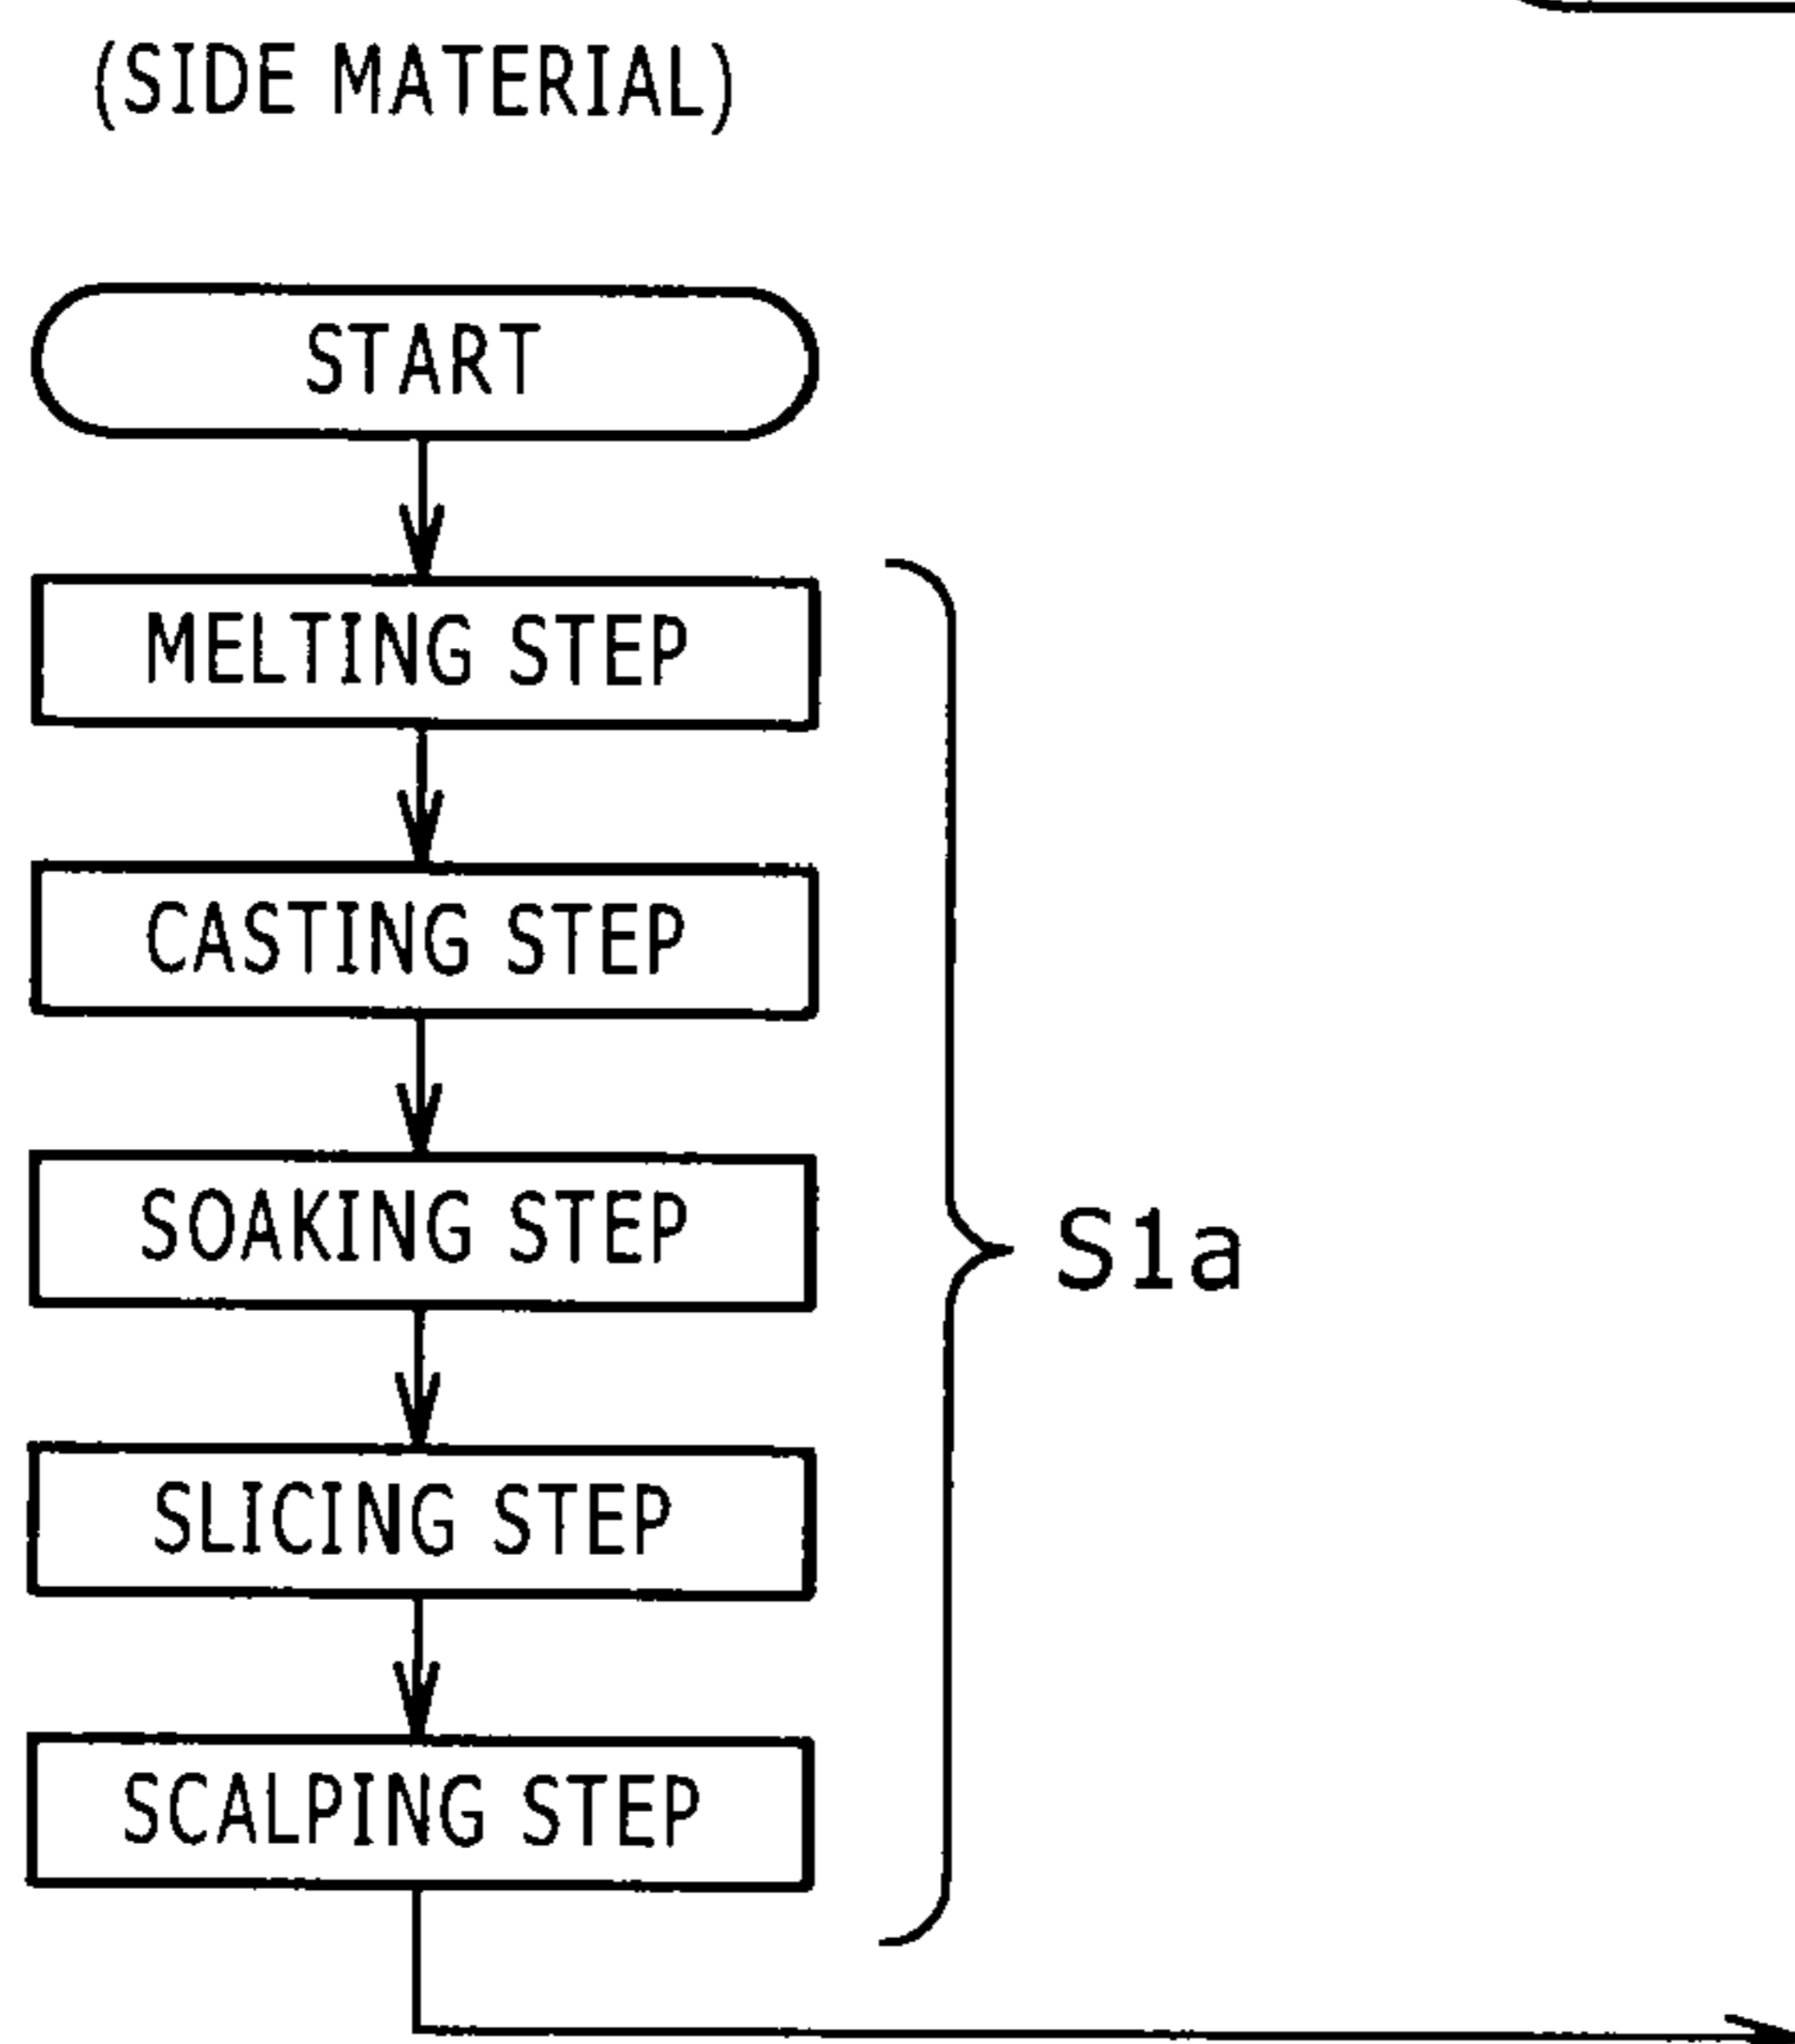 (SIDE MATERIAL)
START
MELTING STEP
CASTING STEP
SOAKING STEP
S1a
SLICING STEP
SCALPING STEP